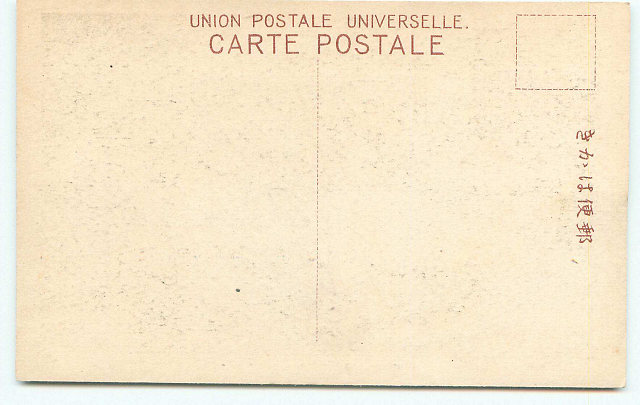 UNION POSTALE UNIVERSELLE.
CARTE POSTALE
郵便はかき